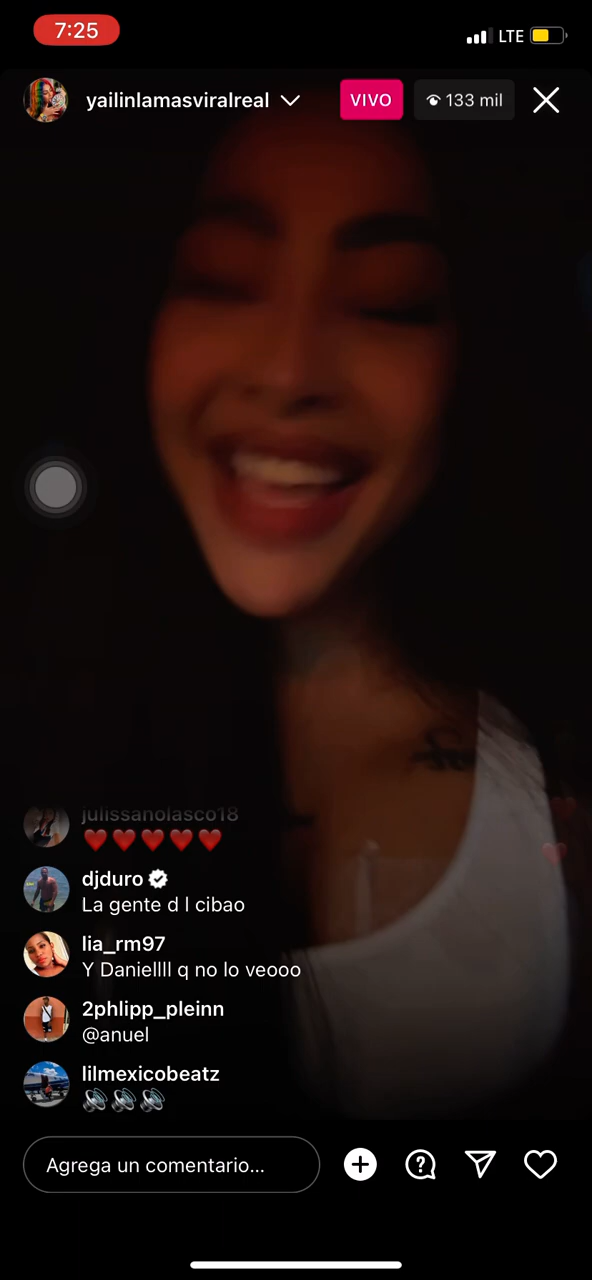 7:25
LTE
yailinlamasviralreal
VIVO
133 mil
julissanolasco18
djduro
La gente d l cibao
lia_rm97
Y Daniellll q no lo veooo
2phlipp_pleinn
@anuel
lilmexicobeatz
Agrega un comentario...